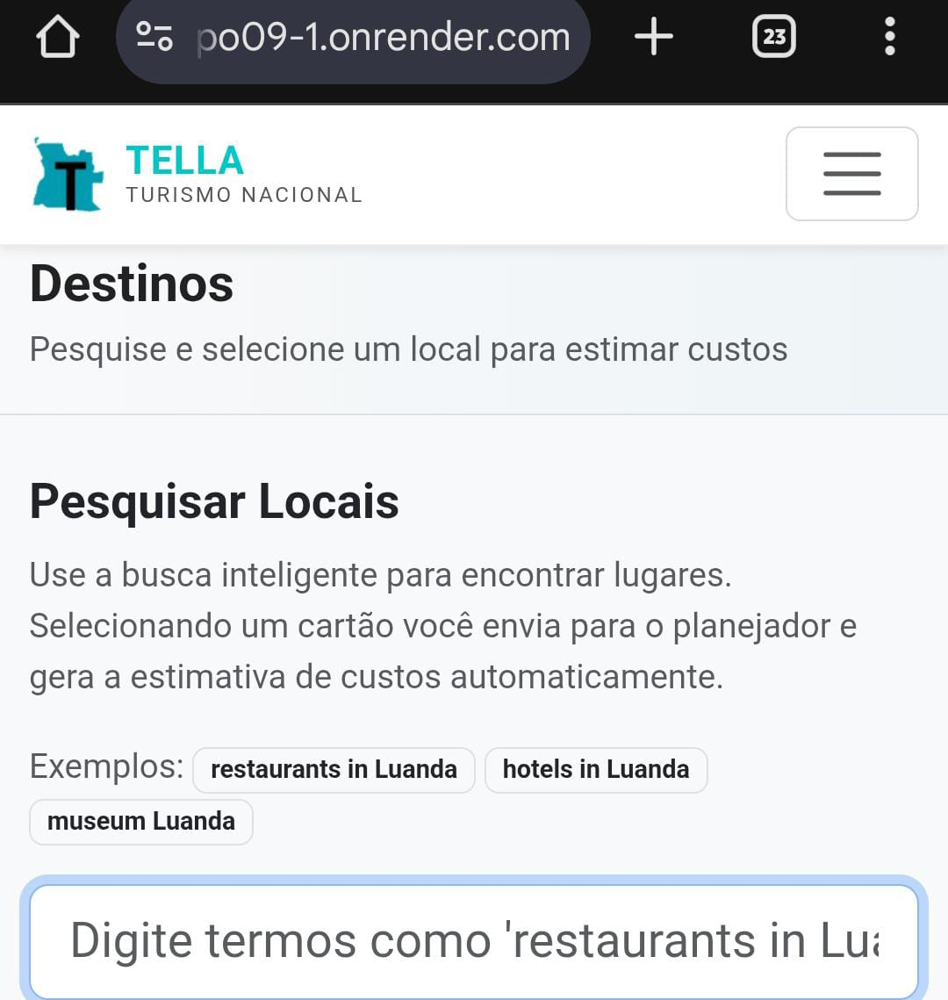 po09-1.onrender.com
23
T
TELLA
TURISMO NACIONAL
Destinos
Pesquise e selecione um local para estimar custos
Pesquisar Locais
Use a busca inteligente para encontrar lugares.
Selecionando um cartão você envia para o planejador e
gera a estimativa de custos automaticamente.
Exemplos: restaurants in Luanda hotels in Luanda
museum Luanda
Digite termos como 'restaurants in Lua